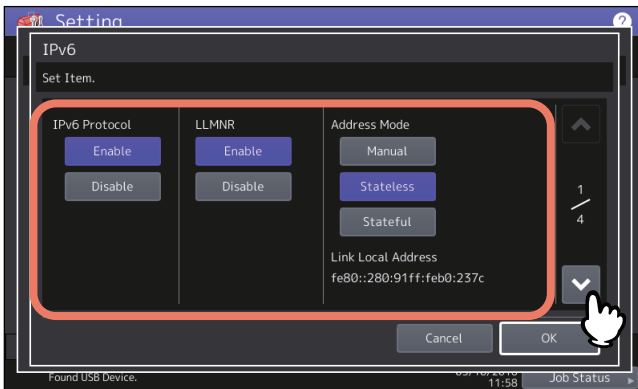 Setting
?
IPv6
Set Item.
IPv6 Protocol
Enable
Disable
LLMNR
Enable
Disable
Address Mode
Manual
Stateless
Stateful
Link Local Address
fe80::280:91ff:feb0:237c
1
4
Cancel
OK
Found USB Device.
11:58
Job Status